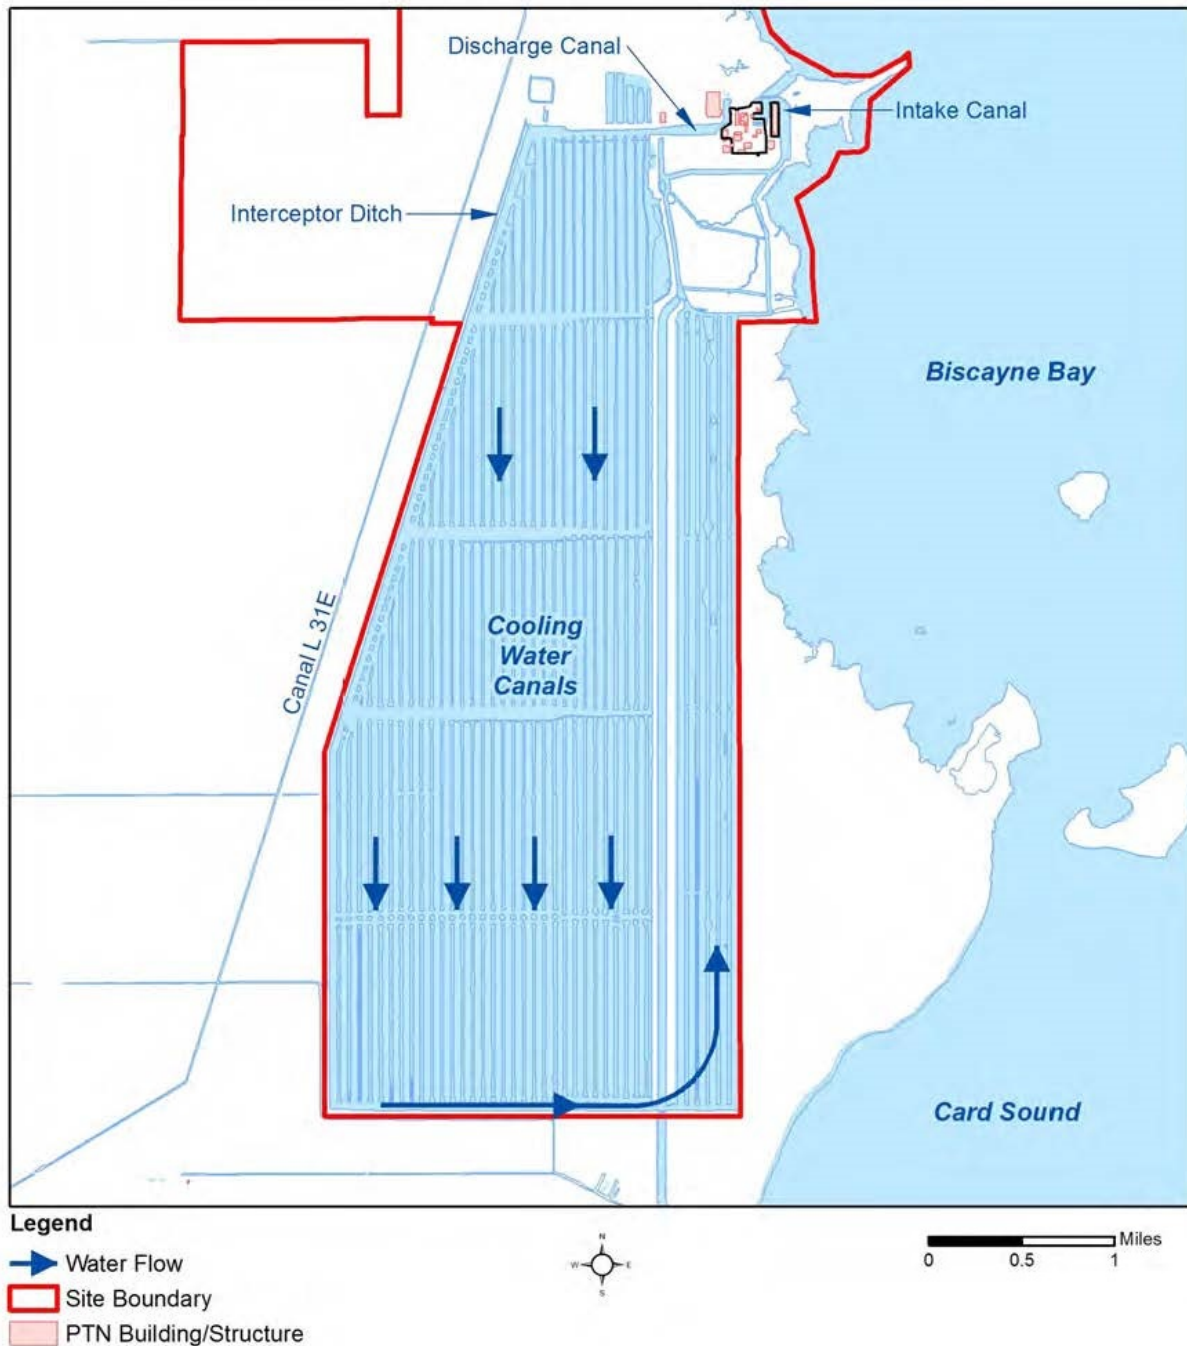 Discharge Canal
Intake Canal
Interceptor Ditch
Biscayne Bay
Canal L 31E
Cooling
Water
Canals
Card Sound
Legend
Water Flow
Site Boundary
PTN Building/Structure
N
W E
S
Miles
0 0.5 1